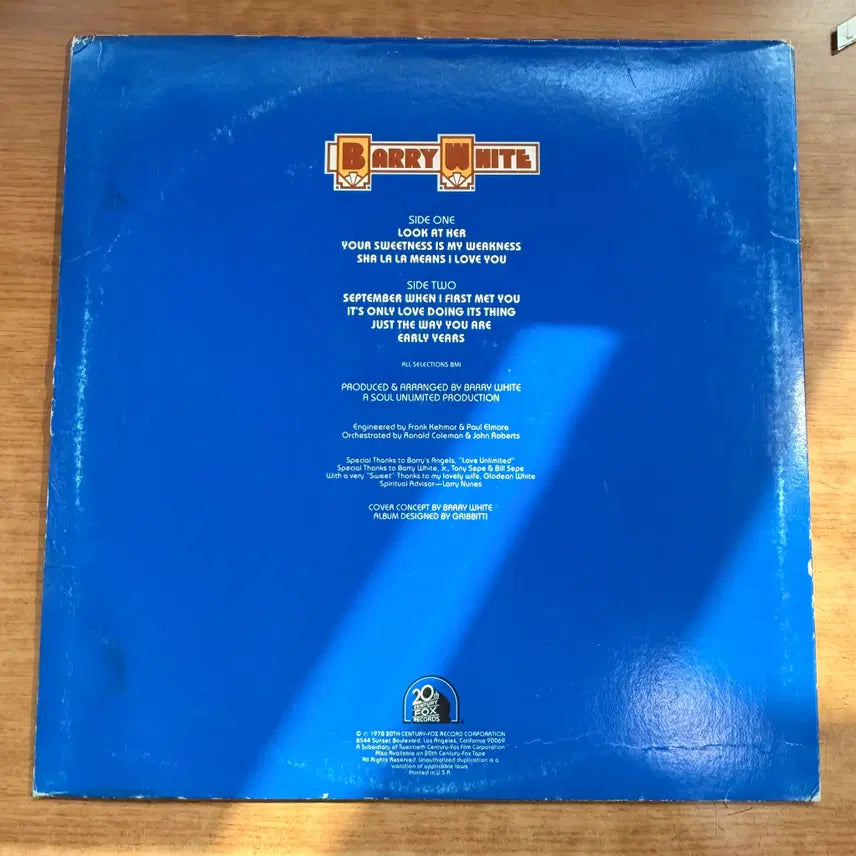 BARRY WHITE
SIDE ONE
LOOK AT HER
YOUR SWEETNESS IS MY WEAKNESS
SHA LA LA MEANS I LOVE YOU
SIDE TWO
SEPTEMBER WHEN I FIRST MET YOU
IT'S ONLY LOVE DOING ITS THING
JUST THE WAY YOU ARE
EARLY YEARS
ALL SELECTIONS BMI
PRODUCED & ARRANGED BY BARRY WHITE
A SOUL UNLIMITED PRODUCTION
Engineered by Frank Kehmar & Paul Elmore
Orchestrated by Ronald Coleman & John Roberts
Special Thanks to Barry's Angels, "Love Unlimited"
Special Thanks to Barry White, Jr., Tony Sepe & Bill Sepe
With a very "Sweet" Thanks to my lovely wife, Glodean White
Spiritual Advisor—Larry Nunes
COVER CONCEPT BY BARRY WHITE
ALBUM DESIGNED BY GRIBBITT!
20th
CENTURY
FOX
RECORDS
© ℗ 1978 20TH CENTURY-FOX RECORD CORPORATION
8544 Sunset Boulevard, Los Angeles, California 90069
A Subsidiary of Twentieth Century-Fox Film Corporation
Also Available on 20th Century-Fox Tape
All Rights Reserved. Unauthorized duplication is a
violation of applicable laws
Printed in U.S.A.